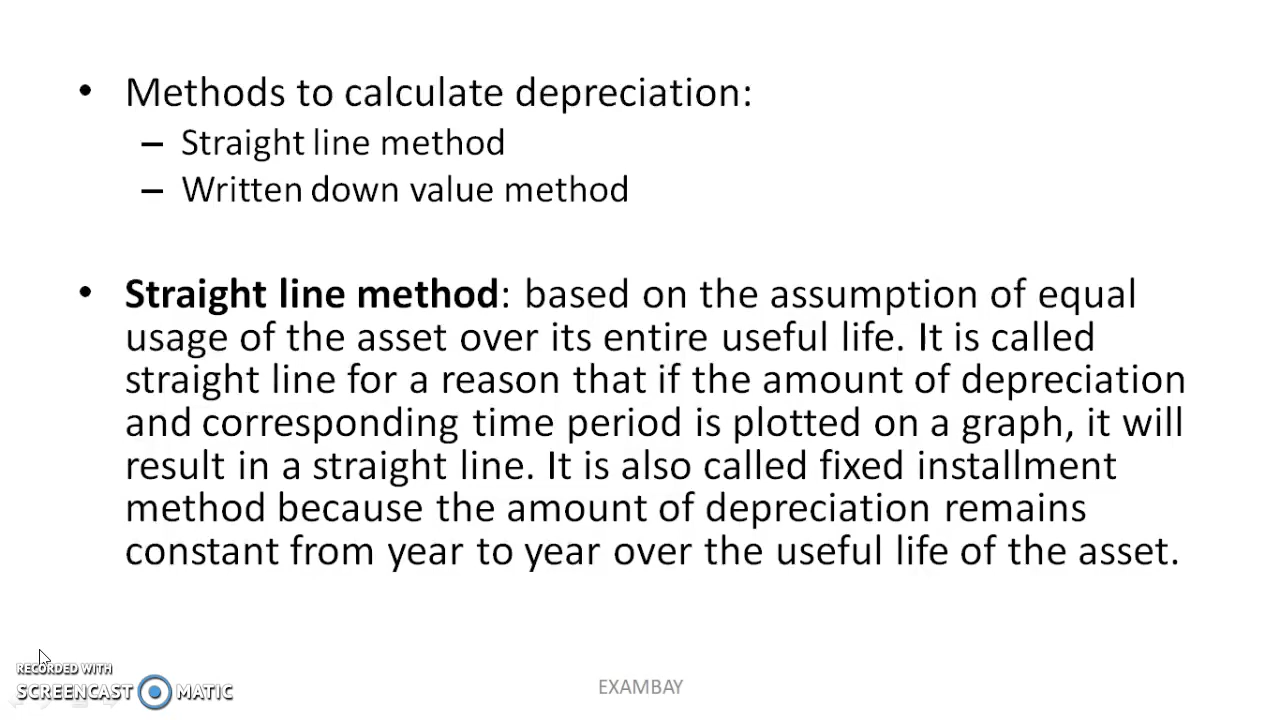 • Methods to calculate depreciation:
– Straight line method
– Written down value method
• Straight line method: based on the assumption of equal
usage of the asset over its entire useful life. It is called
straight line for a reason that if the amount of depreciation
and corresponding time period is plotted on a graph, it will
result in a straight line. It is also called fixed installment
method because the amount of depreciation remains
constant from year to year over the useful life of the asset.
RECORDED WITH
SCREENCAST MATIC
EXAMBAY